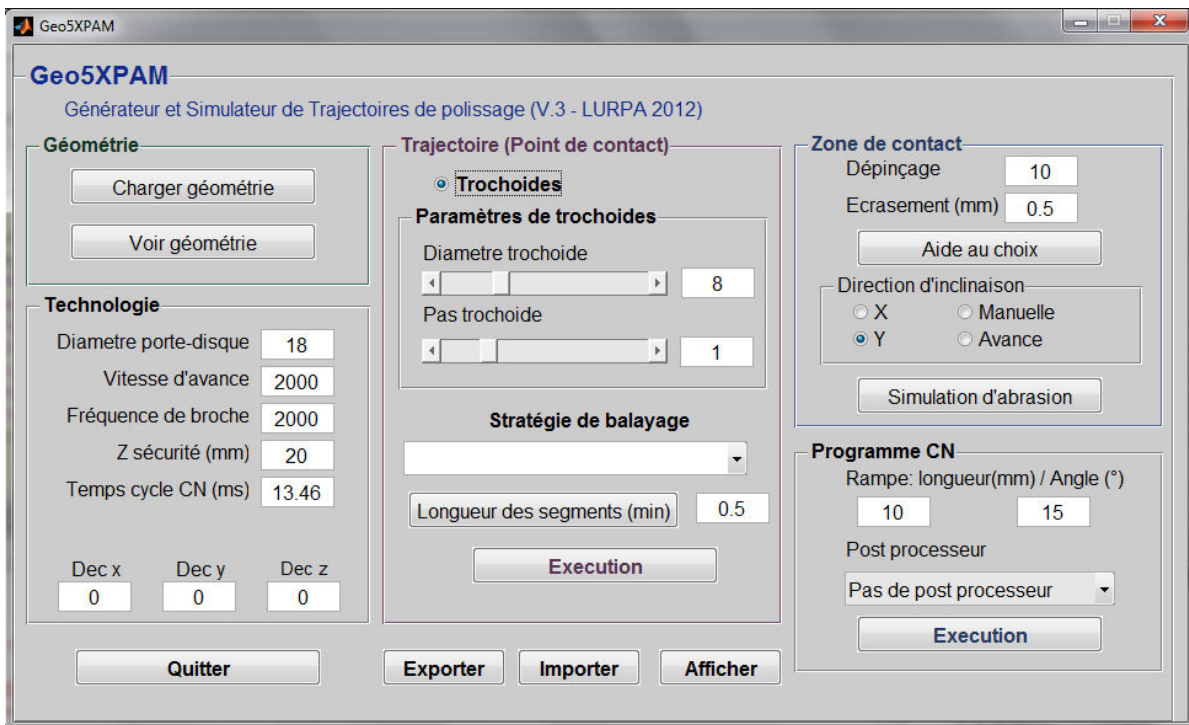 Geo5XPAM
Geo5XPAM
Générateur et Simulateur de Trajectoires de polissage (V.3 - LURPA 2012)
Géométrie
Charger géométrie
Voir géométrie
Technologie
Diametre porte-disque 18
Vitesse d'avance 2000
Fréquence de broche 2000
Z sécurité (mm) 20
Temps cycle CN (ms) 13.46
Dec x Dec y Dec z
0 0 0
Quitter
Trajectoire (Point de contact)
Trochoides
Paramètres de trochoides
Diametre trochoide
8
Pas trochoide
1
Stratégie de balayage
Longueur des segments (min) 0.5
Execution
Exporter Importer Afficher
Zone de contact
Dépinçage 10
Ecrasement (mm) 0.5
Aide au choix
Direction d'inclinaison
X Manuelle
Y Avance
Simulation d'abrasion
Programme CN
Rampe: longueur(mm) / Angle (°)
10 15
Post processeur
Pas de post processeur
Execution